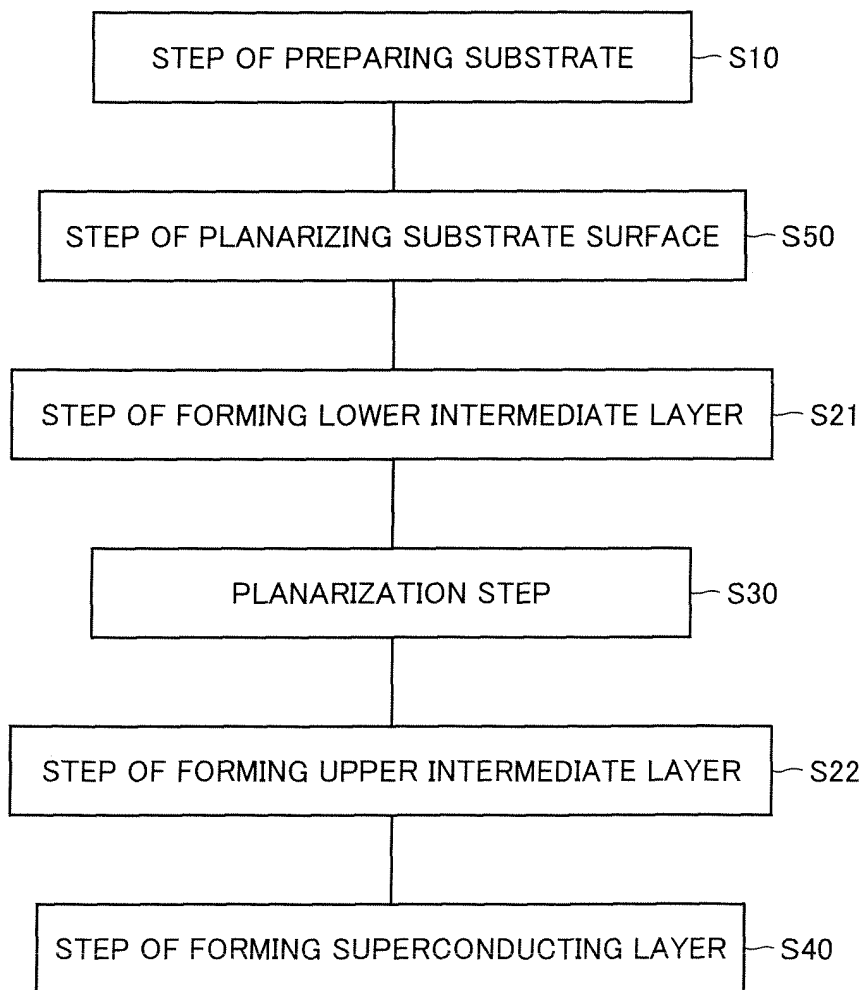 STEP OF PREPARING SUBSTRATE S10
STEP OF PLANARIZING SUBSTRATE SURFACE S50
STEP OF FORMING LOWER INTERMEDIATE LAYER S21
PLANARIZATION STEP S30
STEP OF FORMING UPPER INTERMEDIATE LAYER S22
STEP OF FORMING SUPERCONDUCTING LAYER S40